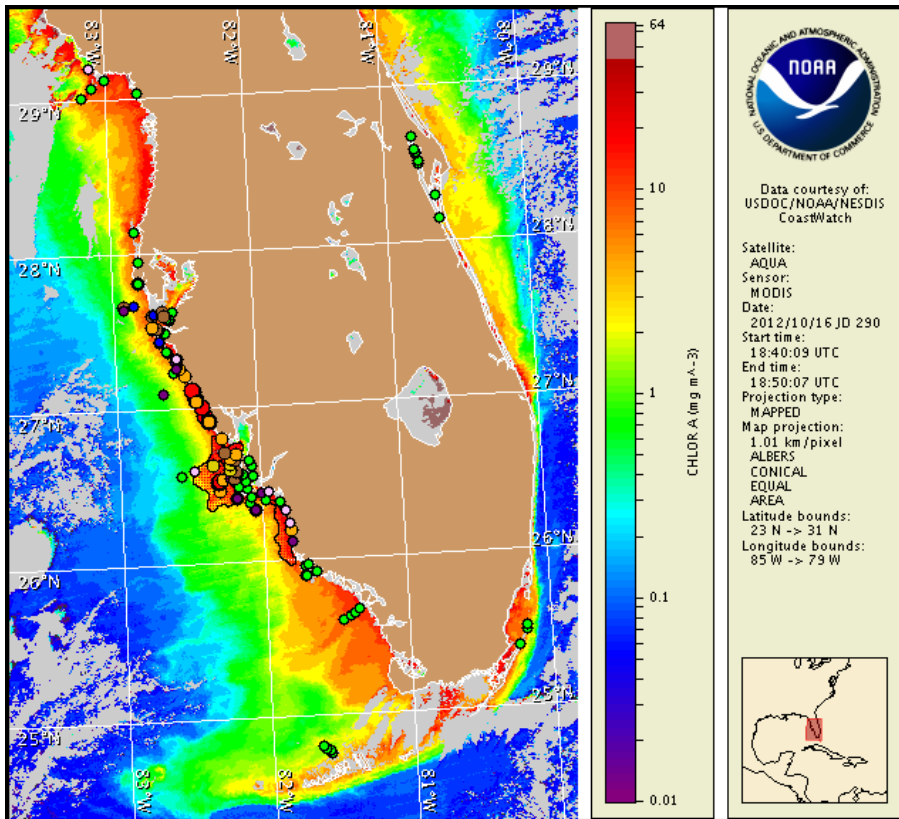 83°W
82°W
81°W
80°W
29°N
29°N
28°N
28°N
27°N
27°N
26°N
26°N
25°N
25°N
83°W
82°W
81°W
64
10
1
0.1
0.01
CHLOR A (mg m^-3)
NATIONAL OCEANIC AND ATMOSPHERIC ADMINISTRATION
NOAA
U.S. DEPARTMENT OF COMMERCE
Data courtesy of:
USDOC/NOAA/NESDIS
CoastWatch
Satellite:
AQUA
Sensor:
MODIS
Date:
2012/10/16 JD 290
Start time:
18:40:09 UTC
End time:
18:50:07 UTC
Projection type:
MAPPED
Map projection:
1.01 km/pixel
ALBERS
CONICAL
EQUAL
AREA
Latitude bounds:
23 N -> 31 N
Longitude bounds:
85 W -> 79 W